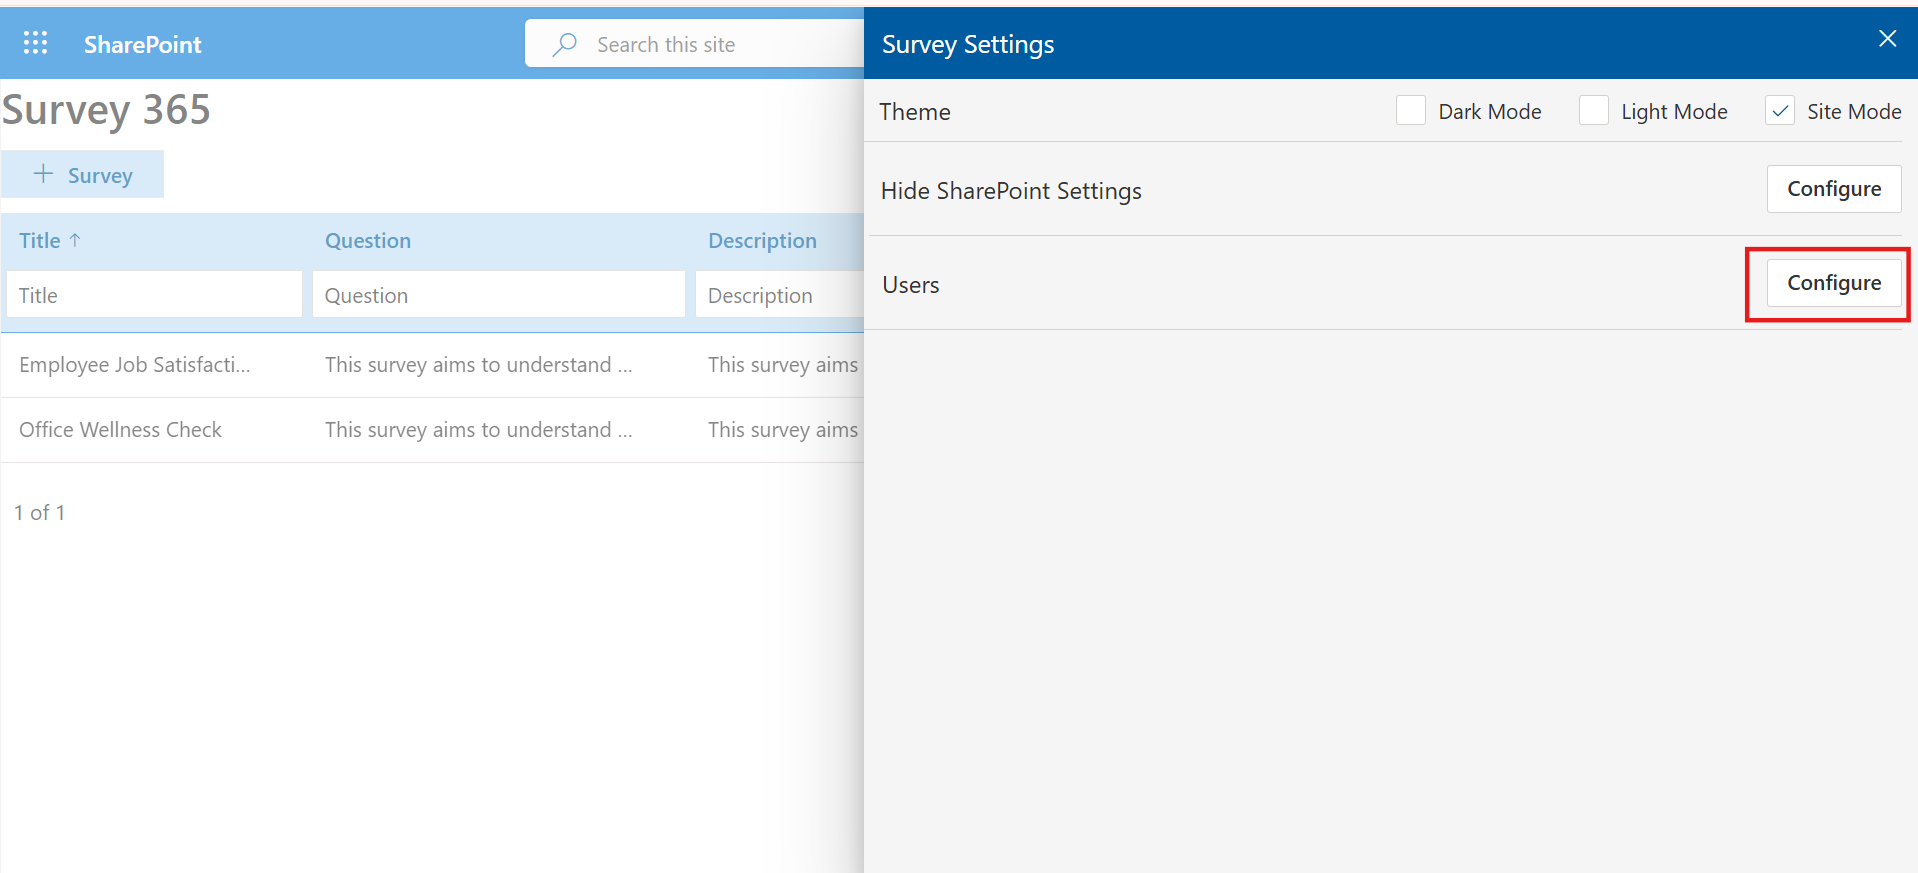 SharePoint
Search this site
Survey 365
Survey
Title ↑ Question Description
Title Question Description
Employee Job Satisfacti... This survey aims to understand ... This survey aims
Office Wellness Check This survey aims to understand ... This survey aims
1 of 1
Survey Settings
Theme Dark Mode Light Mode Site Mode
Hide SharePoint Settings Configure
Users Configure